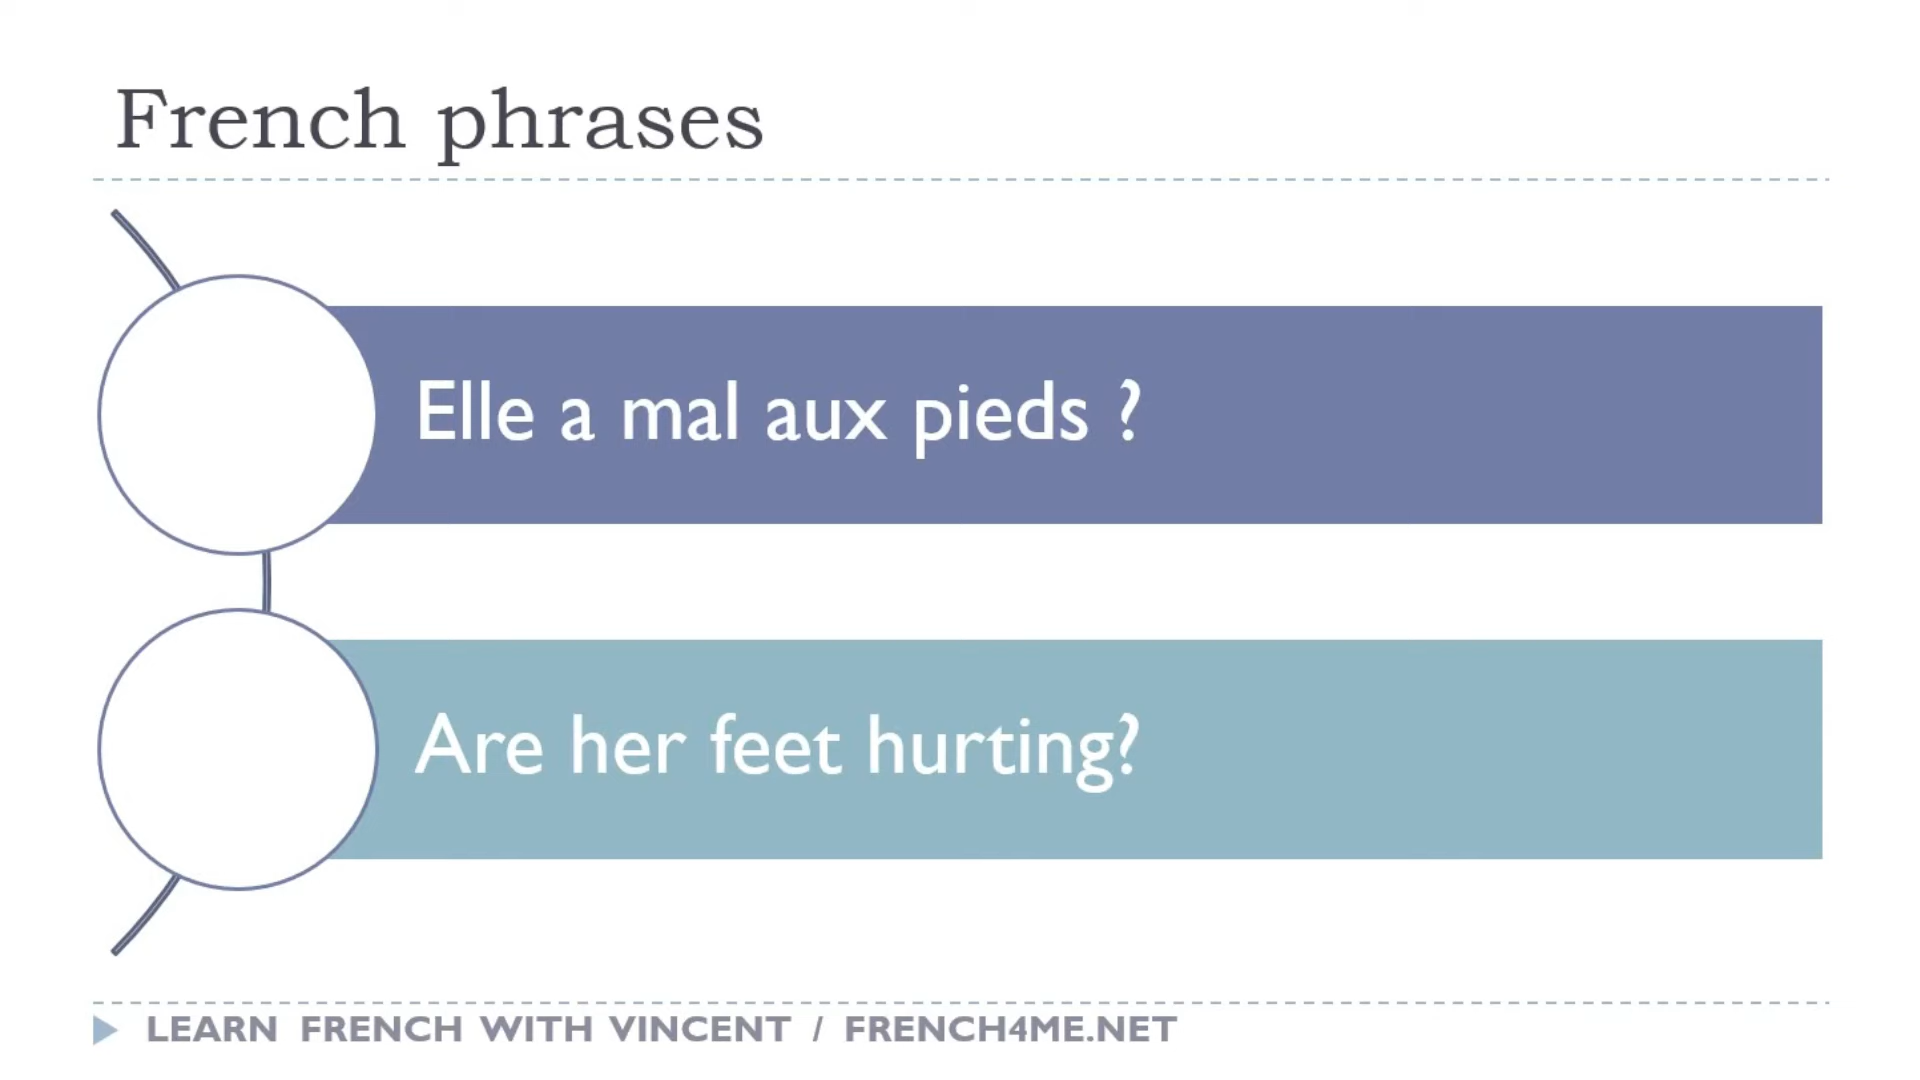 French phrases
Elle a mal aux pieds ?
Are her feet hurting?
LEARN FRENCH WITH VINCENT / FRENCH4ME.NET